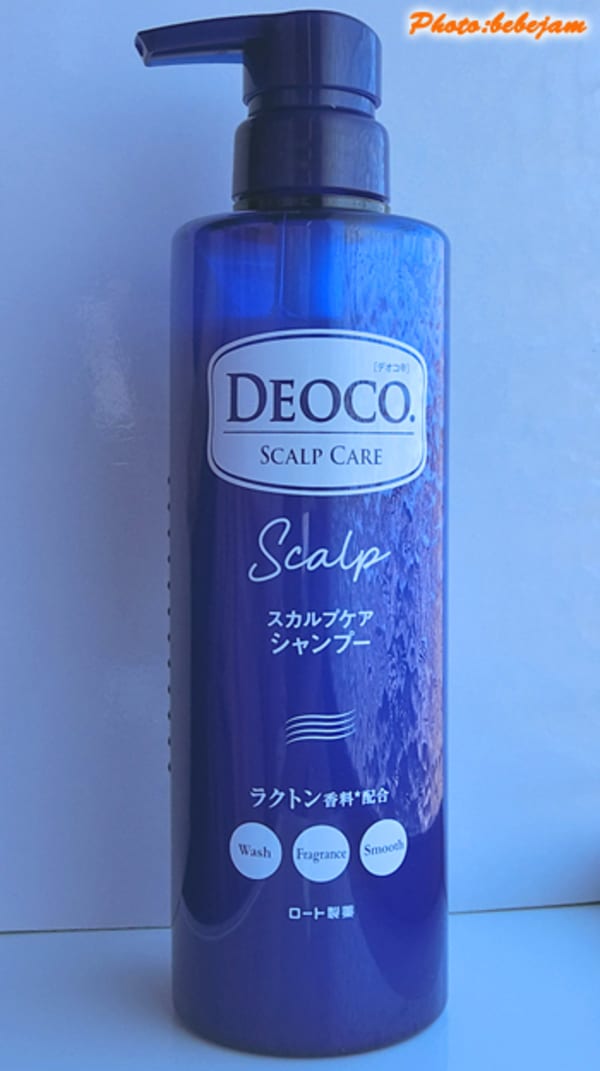 Photo:bebejam
[デオコ®]
DEOCO.
SCALP CARE
Scalp
スカルプケア
シャンプー
ラクトン香料*配合
Wash
Fragrance
Smooth
ロート製薬